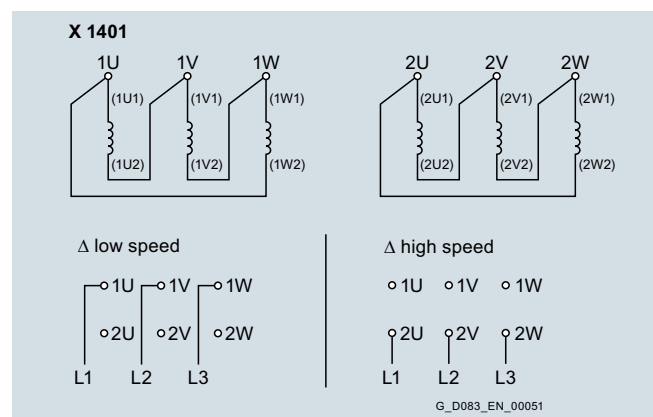 X 1401
1U 1V 1W 2U 2V 2W
(1U1) (1V1) (1W1) (2U1) (2V1) (2W1)
(1U2) (1V2) (1W2) (2U2) (2V2) (2W2)
Δ low speed Δ high speed
1U 1V 1W 1U 1V 1W
2U 2V 2W 2U 2V 2W
L1 L2 L3 L1 L2 L3
G_D083_EN_00051